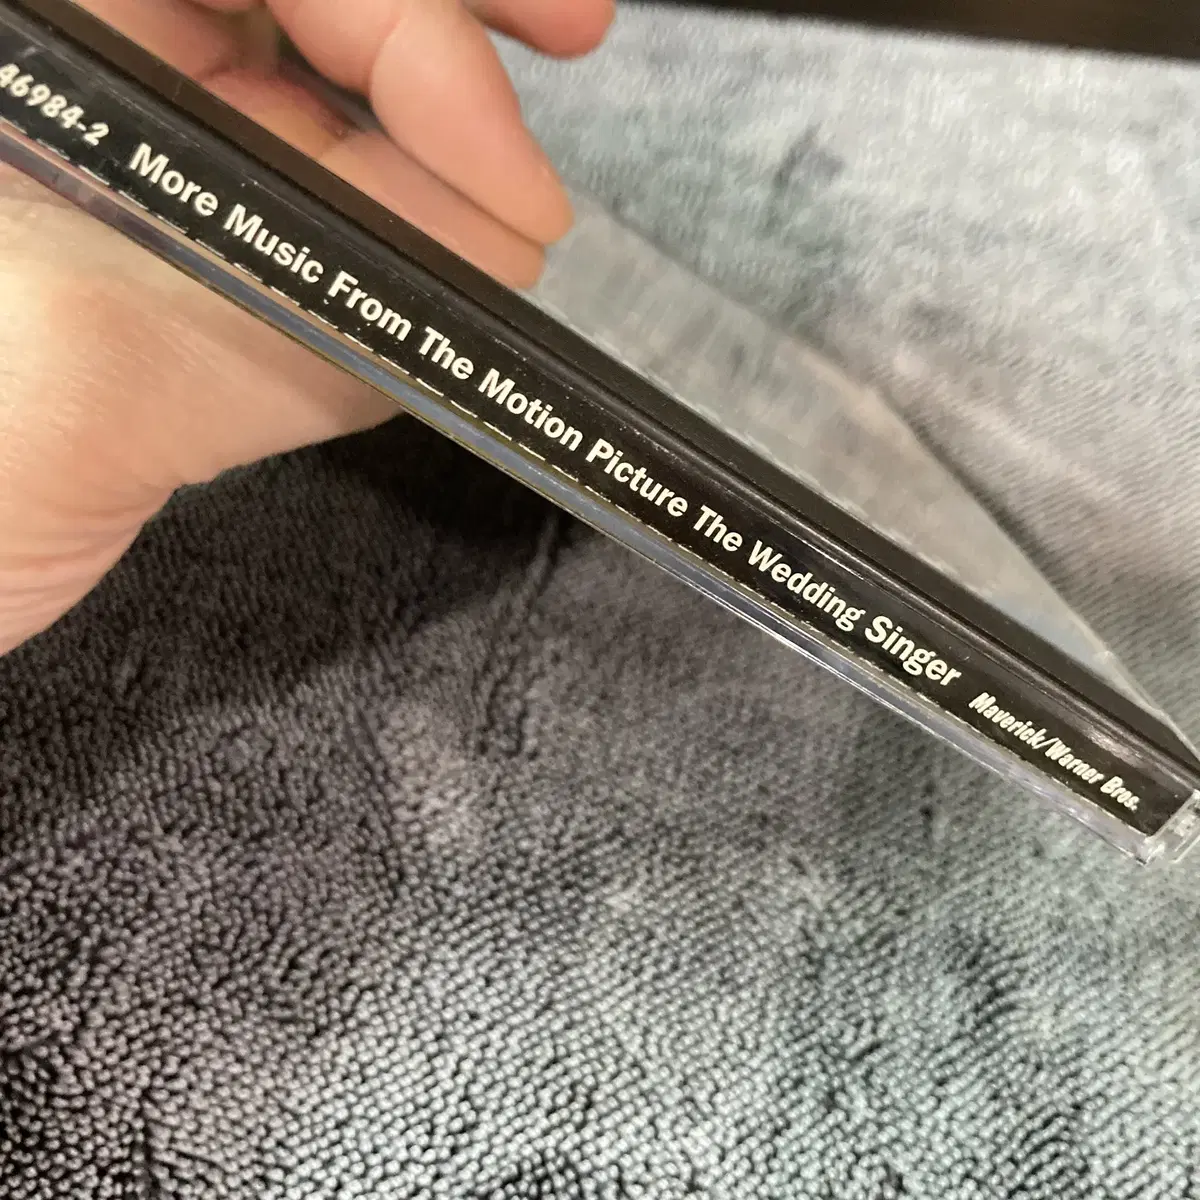 46984-2 More Music From The Motion Picture The Wedding Singer Maverick/Warner Bros.